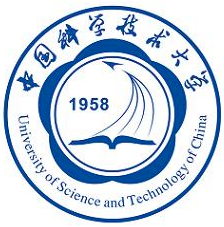 中国科学技术大学
1958
University of Science and Technology of China